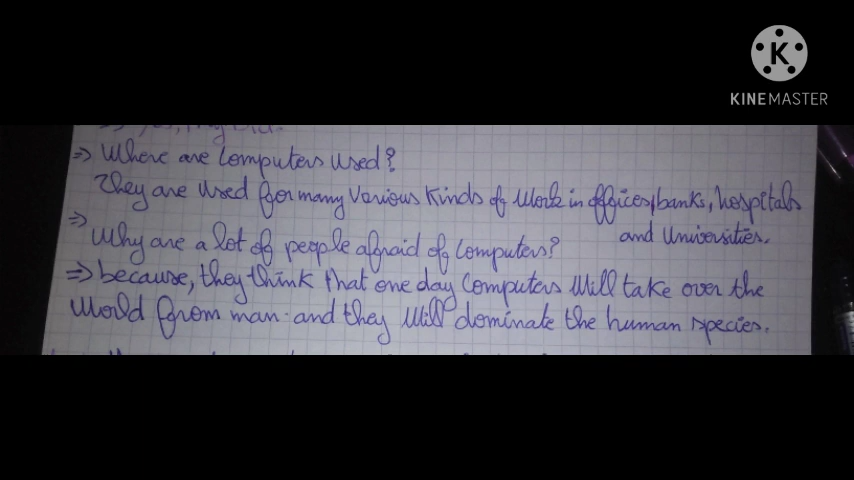 KINEMASTER
=> Where are Computers Used?
They are Used for many Various Kinds of Work in offices, banks, hospitals
and Universities.
=> Why are a lot of people afraid of Computers?
=> because, they think that one day Computers Will take over the
World from man. and they Will dominate the human species.